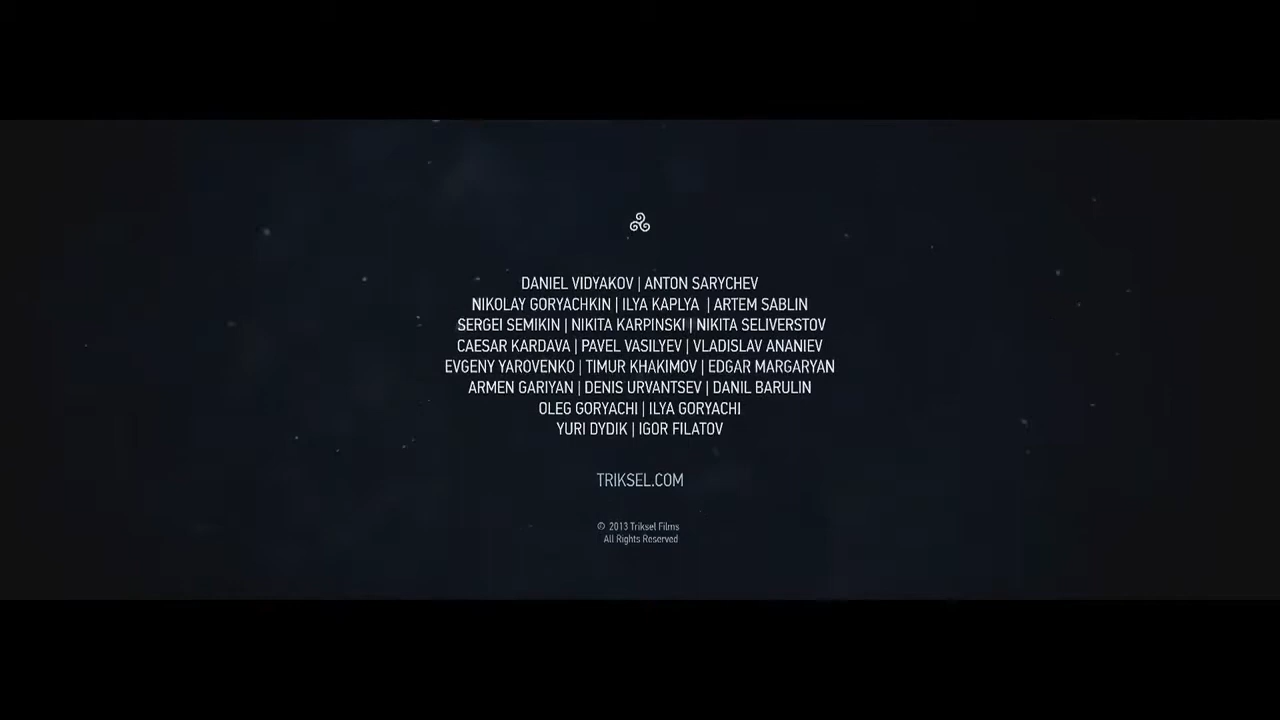 DANIEL VIDYAKOV | ANTON SARYCHEV
NIKOLAY GORYACHKIN | ILYA KAPLYA | ARTEM SABLIN
SERGEI SEMIKIN | NIKITA KARPINSKI | NIKITA SELIVERSTOV
CAESAR KARDAVA | PAVEL VASILYEV | VLADISLAV ANANIEV
EVGENY YAROVENKO | TIMUR KHAKIMOV | EDGAR MARGARYAN
ARMEN GARIYAN | DENIS URVANTSEV | DANIL BARULIN
OLEG GORYACHI | ILYA GORYACHI
YURI DYDIK | IGOR FILATOV
TRIKSEL.COM
© 2013 Triksel Films
All Rights Reserved